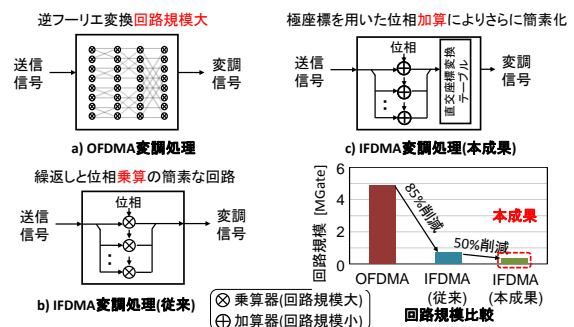 逆フーリエ変換回路規模大
送信
信号
変調
信号
a) OFDMA変調処理
繰返しと位相乗算の簡素な回路
位相
送信
信号
変調
信号
b) IFDMA変調処理(従来)
乗算器(回路規模大)
加算器(回路規模小)
極座標を用いた位相加算によりさらに簡素化
位相
送信
信号
直交座標変換
テーブル
変調
信号
c) IFDMA変調処理(本成果)
回路規模 [MGate]
6
4
2
0
85%削減
50%削減
本成果
OFDMA
IFDMA
(従来)
IFDMA
(本成果)
回路規模比較